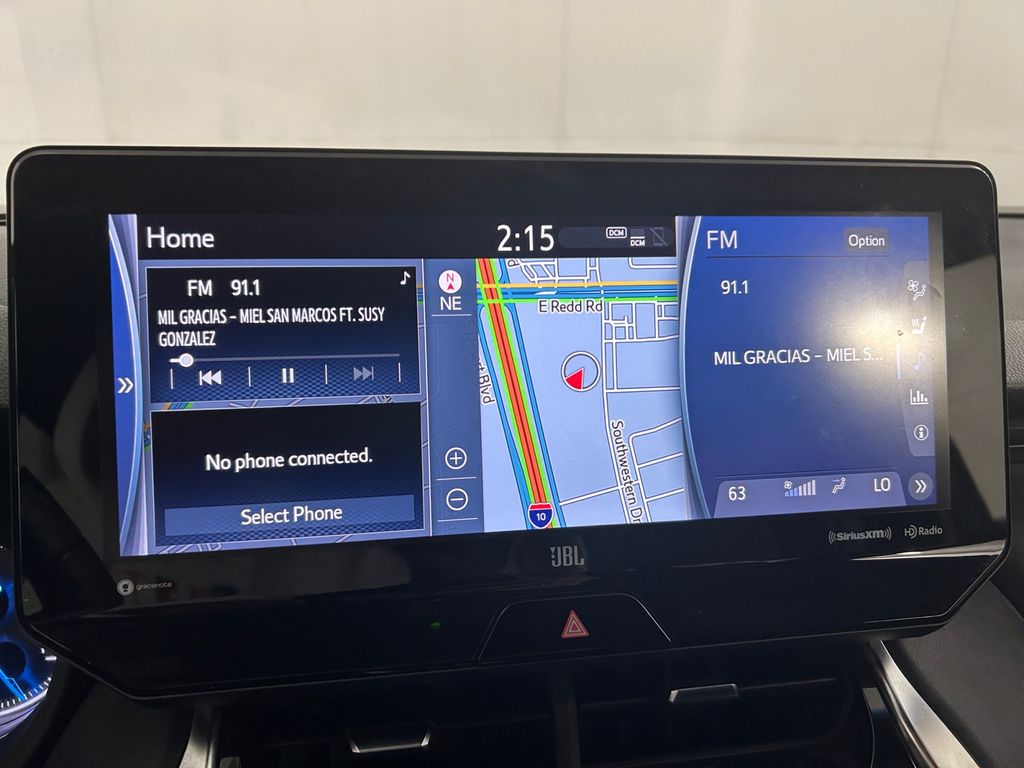 Home
2:15
DCM
DCM
FM 91.1
MIL GRACIAS – MIEL SAN MARCOS FT. SUSY
GONZALEZ
No phone connected.
Select Phone
N
NE
E Redd Rd
Blvd
Southwestern Dr
10
FM
Option
91.1
MIL GRACIAS – MIEL S...
63
LO
gracenote
JBL
SiriusXM
HD Radio